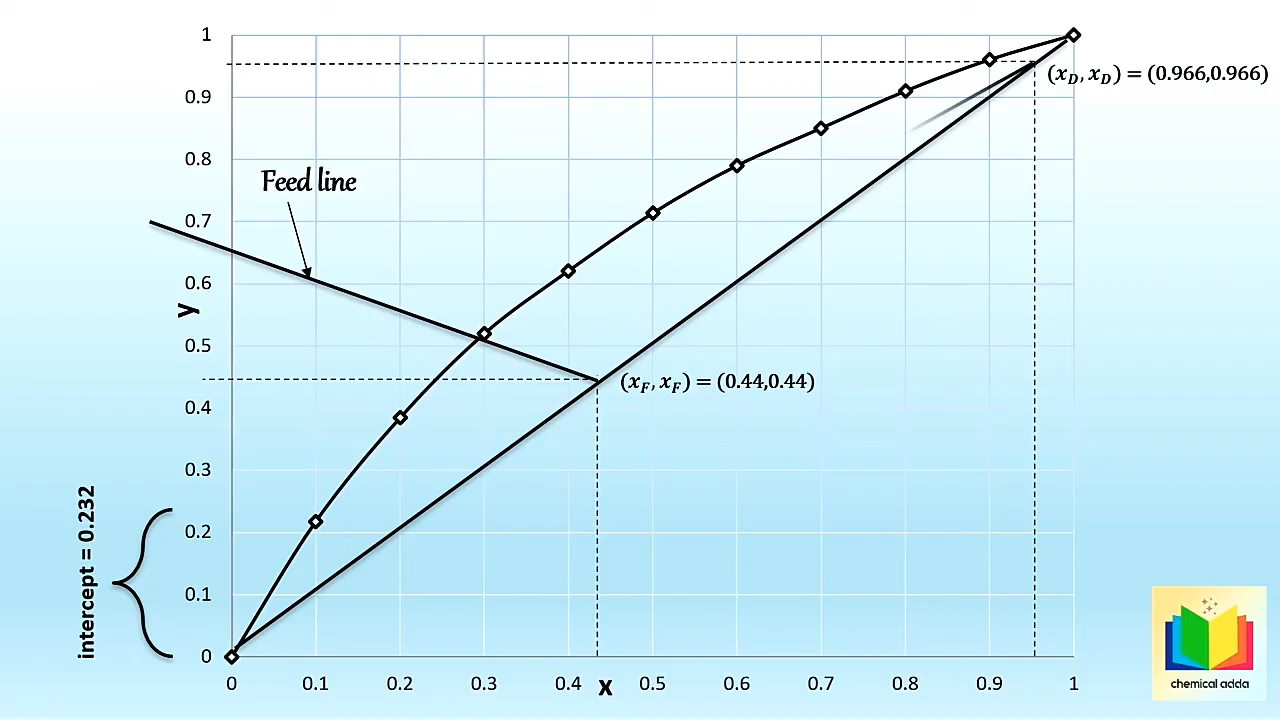 1
(x_D, x_D) = (0.966,0.966)
0.9
0.8
Feed line
0.7
0.6
y
0.5
(x_F, x_F) = (0.44,0.44)
0.4
0.3
intercept = 0.232
0.2
0.1
0
0 0.1 0.2 0.3 0.4 x 0.5 0.6 0.7 0.8 0.9 1
chemical adda